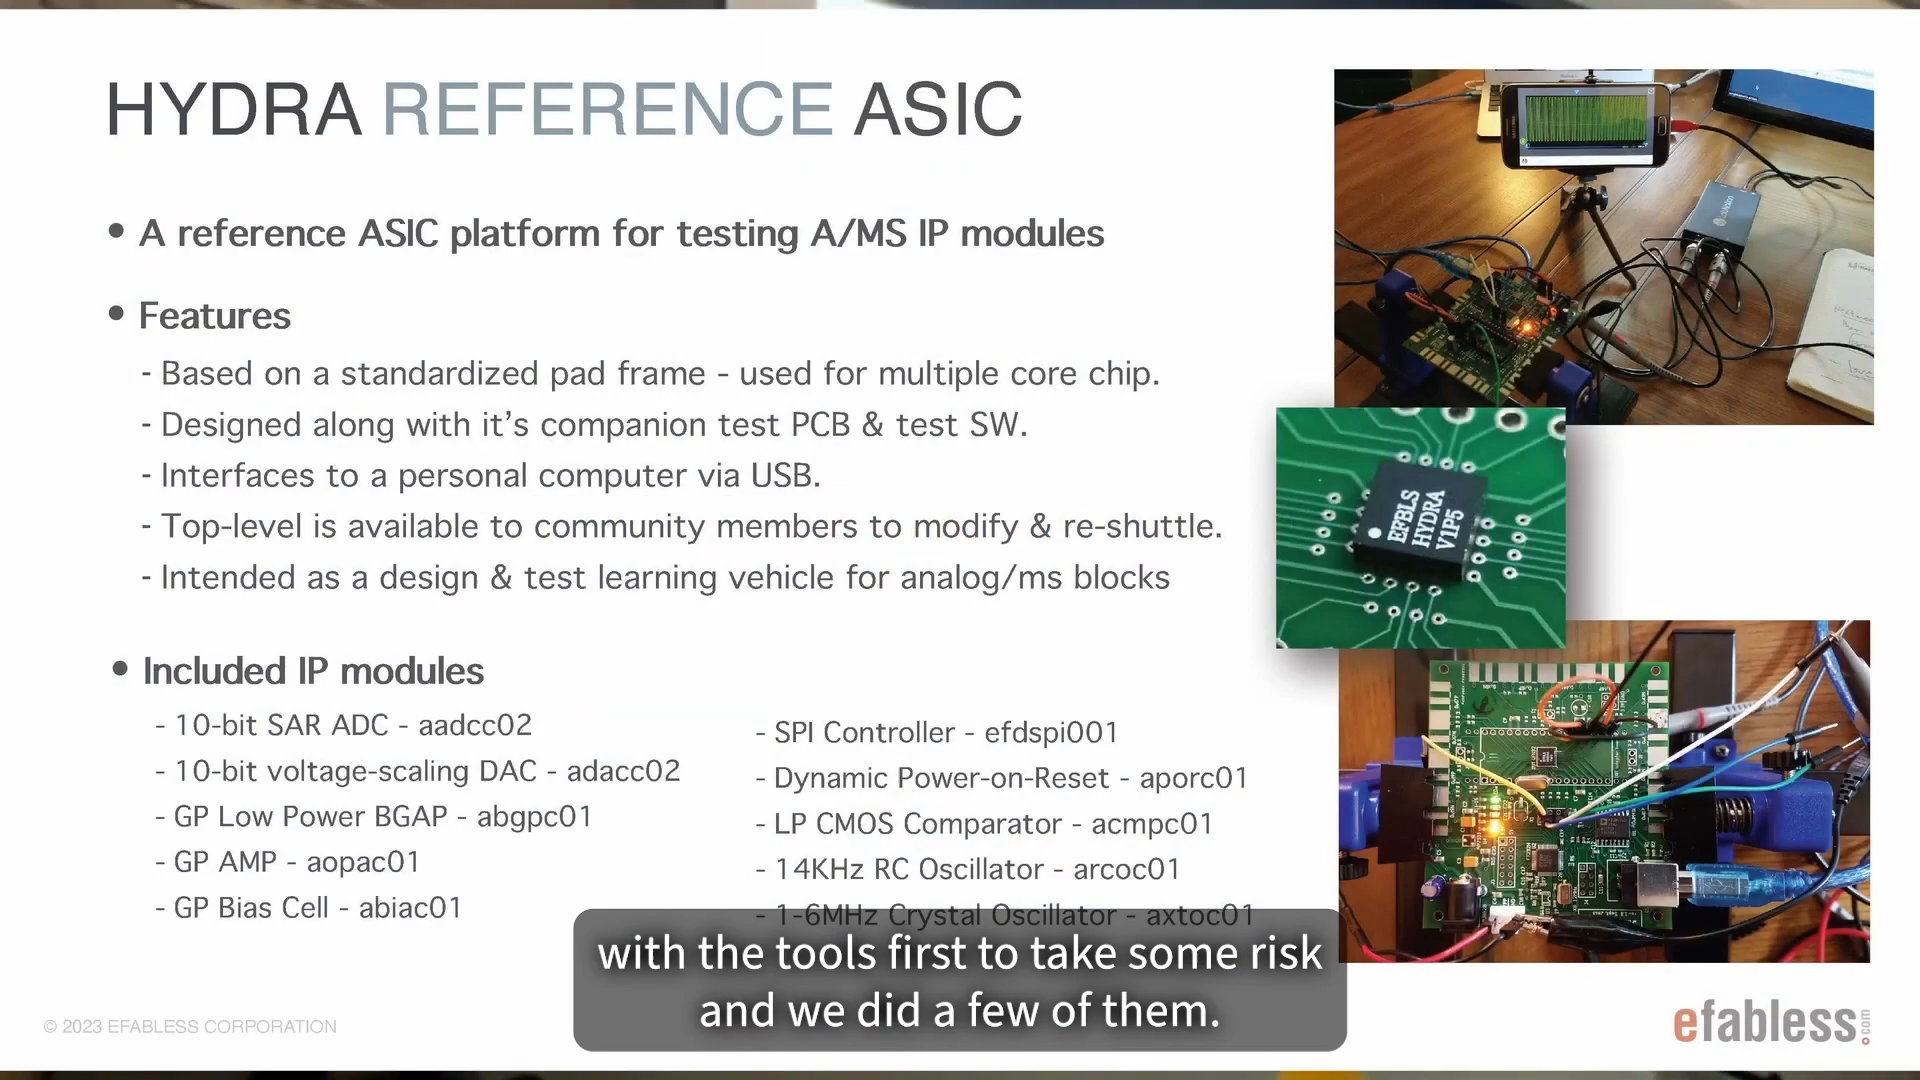 HYDRA REFERENCE ASIC
• A reference ASIC platform for testing A/MS IP modules
• Features
- Based on a standardized pad frame - used for multiple core chip.
- Designed along with it’s companion test PCB & test SW.
- Interfaces to a personal computer via USB.
- Top-level is available to community members to modify & re-shuttle.
- Intended as a design & test learning vehicle for analog/ms blocks
• Included IP modules
- 10-bit SAR ADC - aadcc02
- 10-bit voltage-scaling DAC - adacc02
- GP Low Power BGAP - abgpc01
- GP AMP - aopac01
- GP Bias Cell - abiac01
- SPI Controller - efdspi001
- Dynamic Power-on-Reset - aporc01
- LP CMOS Comparator - acmpc01
- 14KHz RC Oscillator - arcoc01
- 1-6MHz Crystal Oscillator - axtoc01
EFBLS
HYDRA
V1P5
with the tools first to take some risk
and we did a few of them.
© 2023 EFABLESS CORPORATION
efabless.com